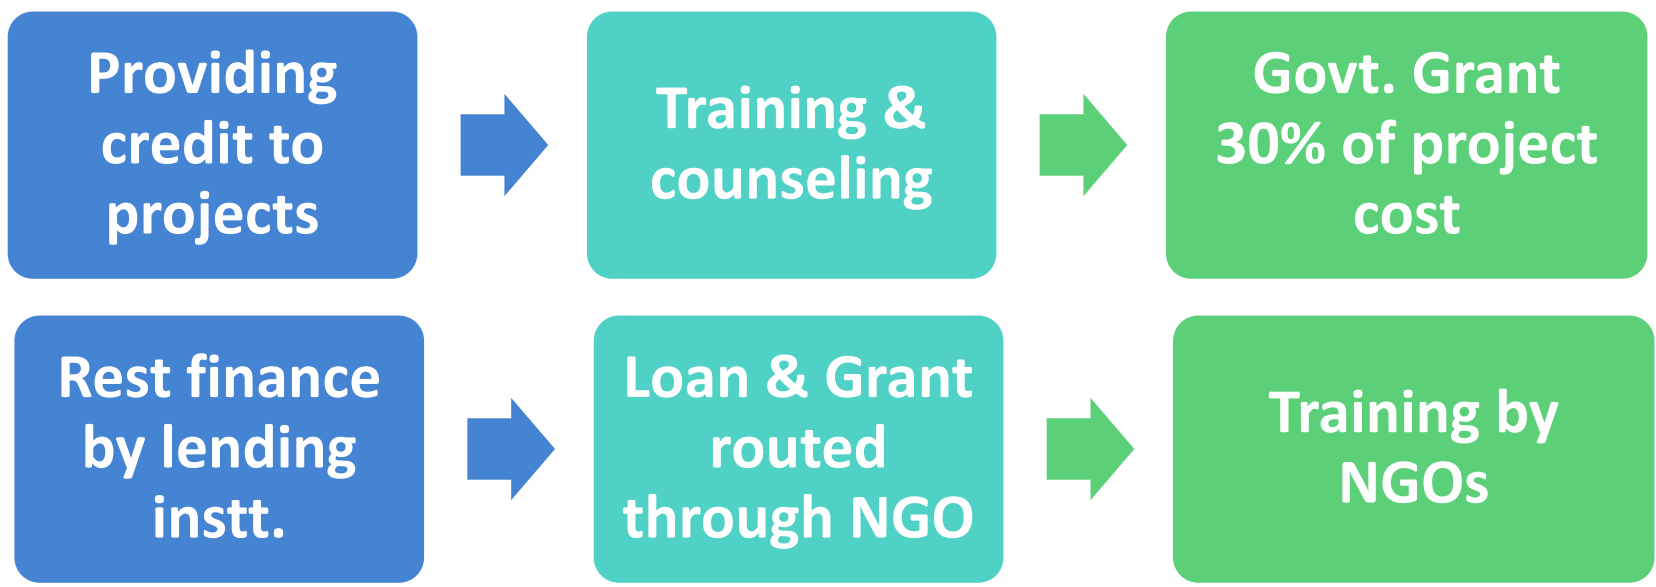 Providing
credit to
projects
Training &
counseling
Govt. Grant
30% of project
cost
Rest finance
by lending
instt.
Loan & Grant
routed
through NGO
Training by
NGOs